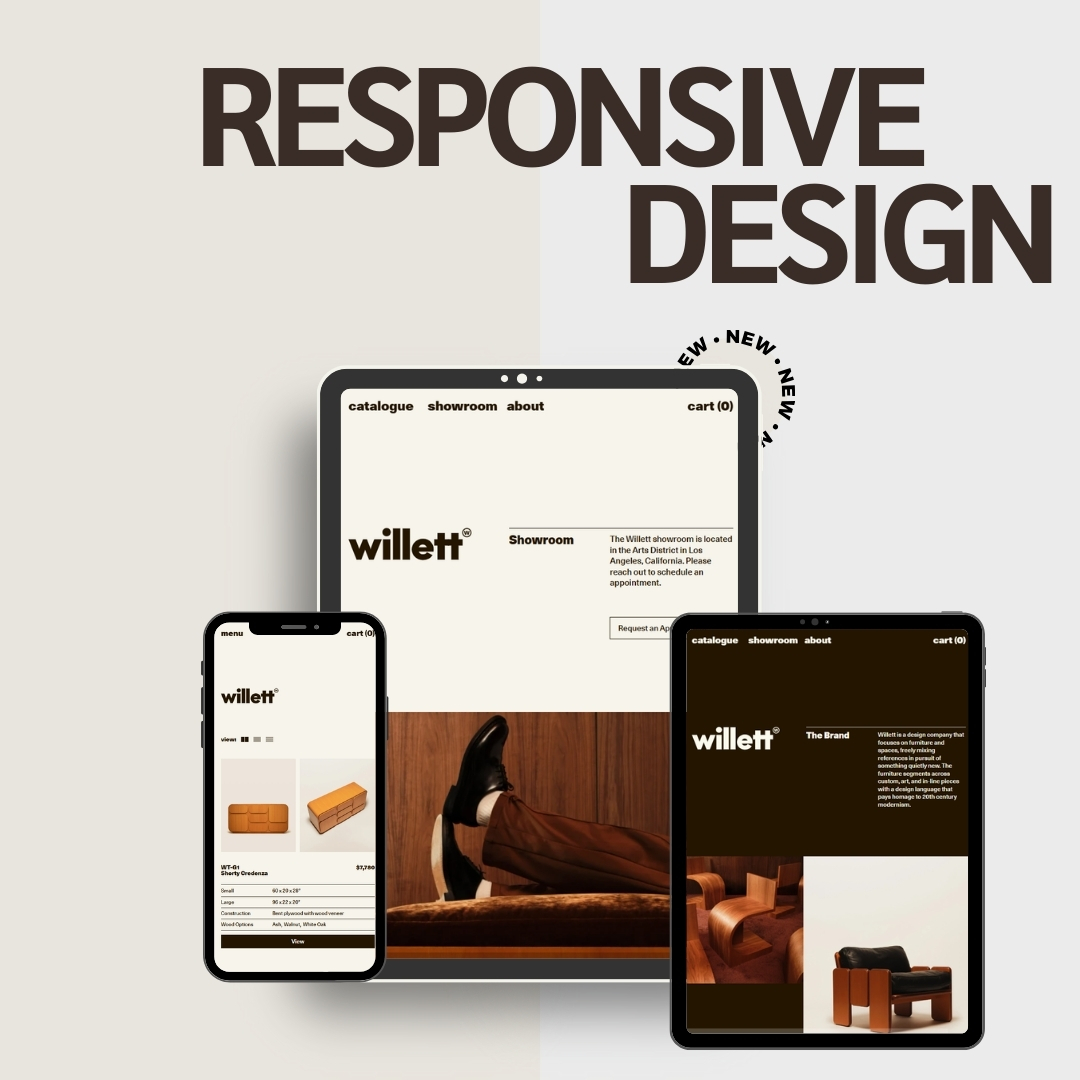 RESPONSIVE
DESIGN
EW • NEW • NEW •
catalogue showroom about cart (0)
willett
Showroom
The Willett showroom is located
in the Arts District in Los
Angeles, California. Please
reach out to schedule an
appointment.
Request an Ap
menu cart (0)
willett
view:
WT-G1 $7,780
Shorty Credenza
Small 60 x 20 x 28"
Large 96 x 22 x 20"
Construction Bent plywood with wood veneer
Wood Options Ash, Walnut, White Oak
View
catalogue showroom about cart (0)
willett
The Brand
Willett is a design company that
focuses on furniture and
spaces, freely mixing
references in pursuit of
something quietly new. The
furniture segments across
custom, art, and in-line pieces
with a design language that
pays homage to 20th century
modernism.